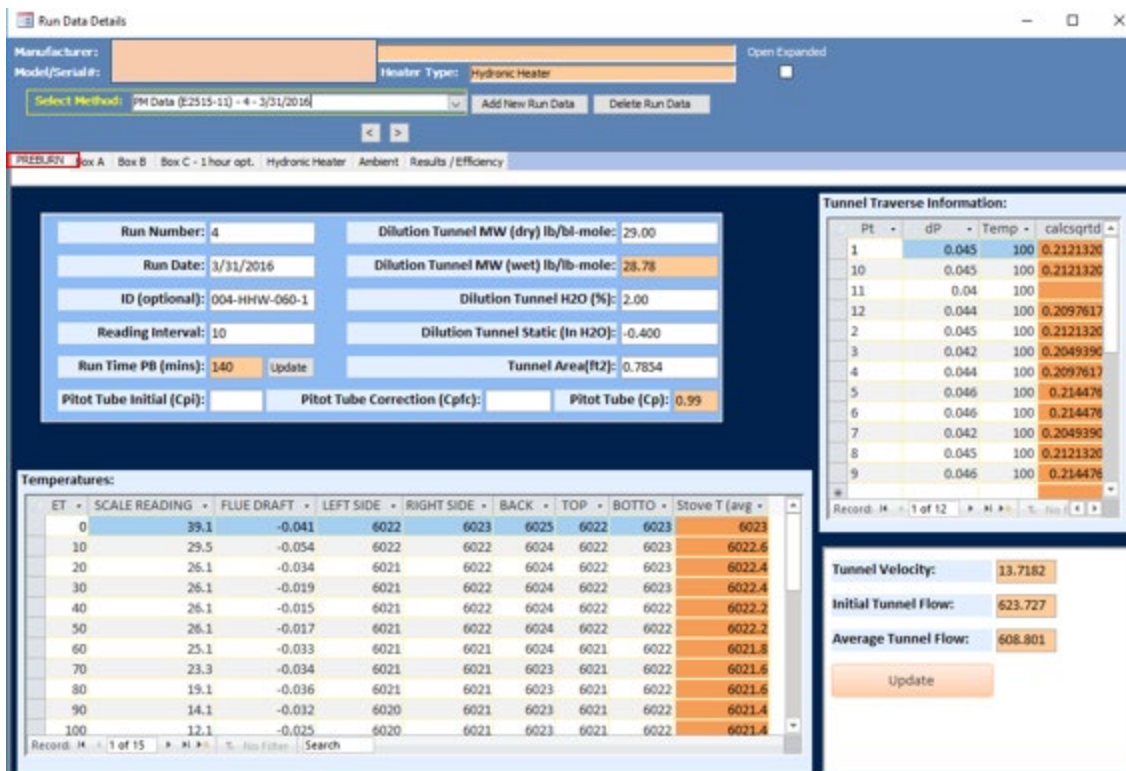 Run Data Details
Manufacturer: Open Expanded
Model/Serial#: Heater Type: Hydronic Heater
Select Method: PM Data (E2515-11) - 4 - 3/31/2016 Add New Run Data Delete Run Data
< >
PREBURN Box A Box B Box C - 1 hour opt. Hydronic Heater Ambient Results / Efficiency
Run Number: 4 Dilution Tunnel MW (dry) lb/bl-mole: 29.00
Run Date: 3/31/2016 Dilution Tunnel MW (wet) lb/lb-mole: 28.78
ID (optional): 004-HHW-060-1 Dilution Tunnel H2O (%): 2.00
Reading Interval: 10 Dilution Tunnel Static (In H2O): -0.400
Run Time PB (mins): 140 Update Tunnel Area(ft2): 0.7854
Pitot Tube Initial (Cpi): Pitot Tube Correction (Cpfc): Pitot Tube (Cp): 0.99
Tunnel Traverse Information:
Pt dP Temp calcsqrtd
1 0.045 100 0.2121320
10 0.045 100 0.2121320
11 0.04 100
12 0.044 100 0.2097617
2 0.045 100 0.2121320
3 0.042 100 0.2049390
4 0.044 100 0.2097617
5 0.046 100 0.214476
6 0.046 100 0.214476
7 0.042 100 0.2049390
8 0.045 100 0.2121320
9 0.046 100 0.214476
Record: 1 of 12
Temperatures:
ET SCALE READING FLUE DRAFT LEFT SIDE RIGHT SIDE BACK TOP BOTTO Stove T (avg
0 39.1 -0.041 6022 6023 6025 6022 6023 6023
10 29.5 -0.054 6022 6022 6024 6022 6023 6022.6
20 26.1 -0.034 6021 6022 6024 6022 6023 6022.4
30 26.1 -0.019 6021 6022 6024 6022 6023 6022.4
40 26.1 -0.015 6021 6022 6024 6022 6022 6022.2
50 26.1 -0.017 6021 6022 6024 6022 6022 6022.2
60 25.1 -0.033 6021 6021 6024 6021 6022 6021.8
70 23.3 -0.034 6021 6021 6023 6021 6022 6021.6
80 19.1 -0.036 6021 6021 6023 6021 6022 6021.6
90 14.1 -0.032 6020 6021 6023 6021 6022 6021.4
100 12.1 -0.025 6020 6021 6023 6021 6022 6021.4
Record: 1 of 15 No Filter Search
Tunnel Velocity: 13.7182
Initial Tunnel Flow: 623.727
Average Tunnel Flow: 608.801
Update